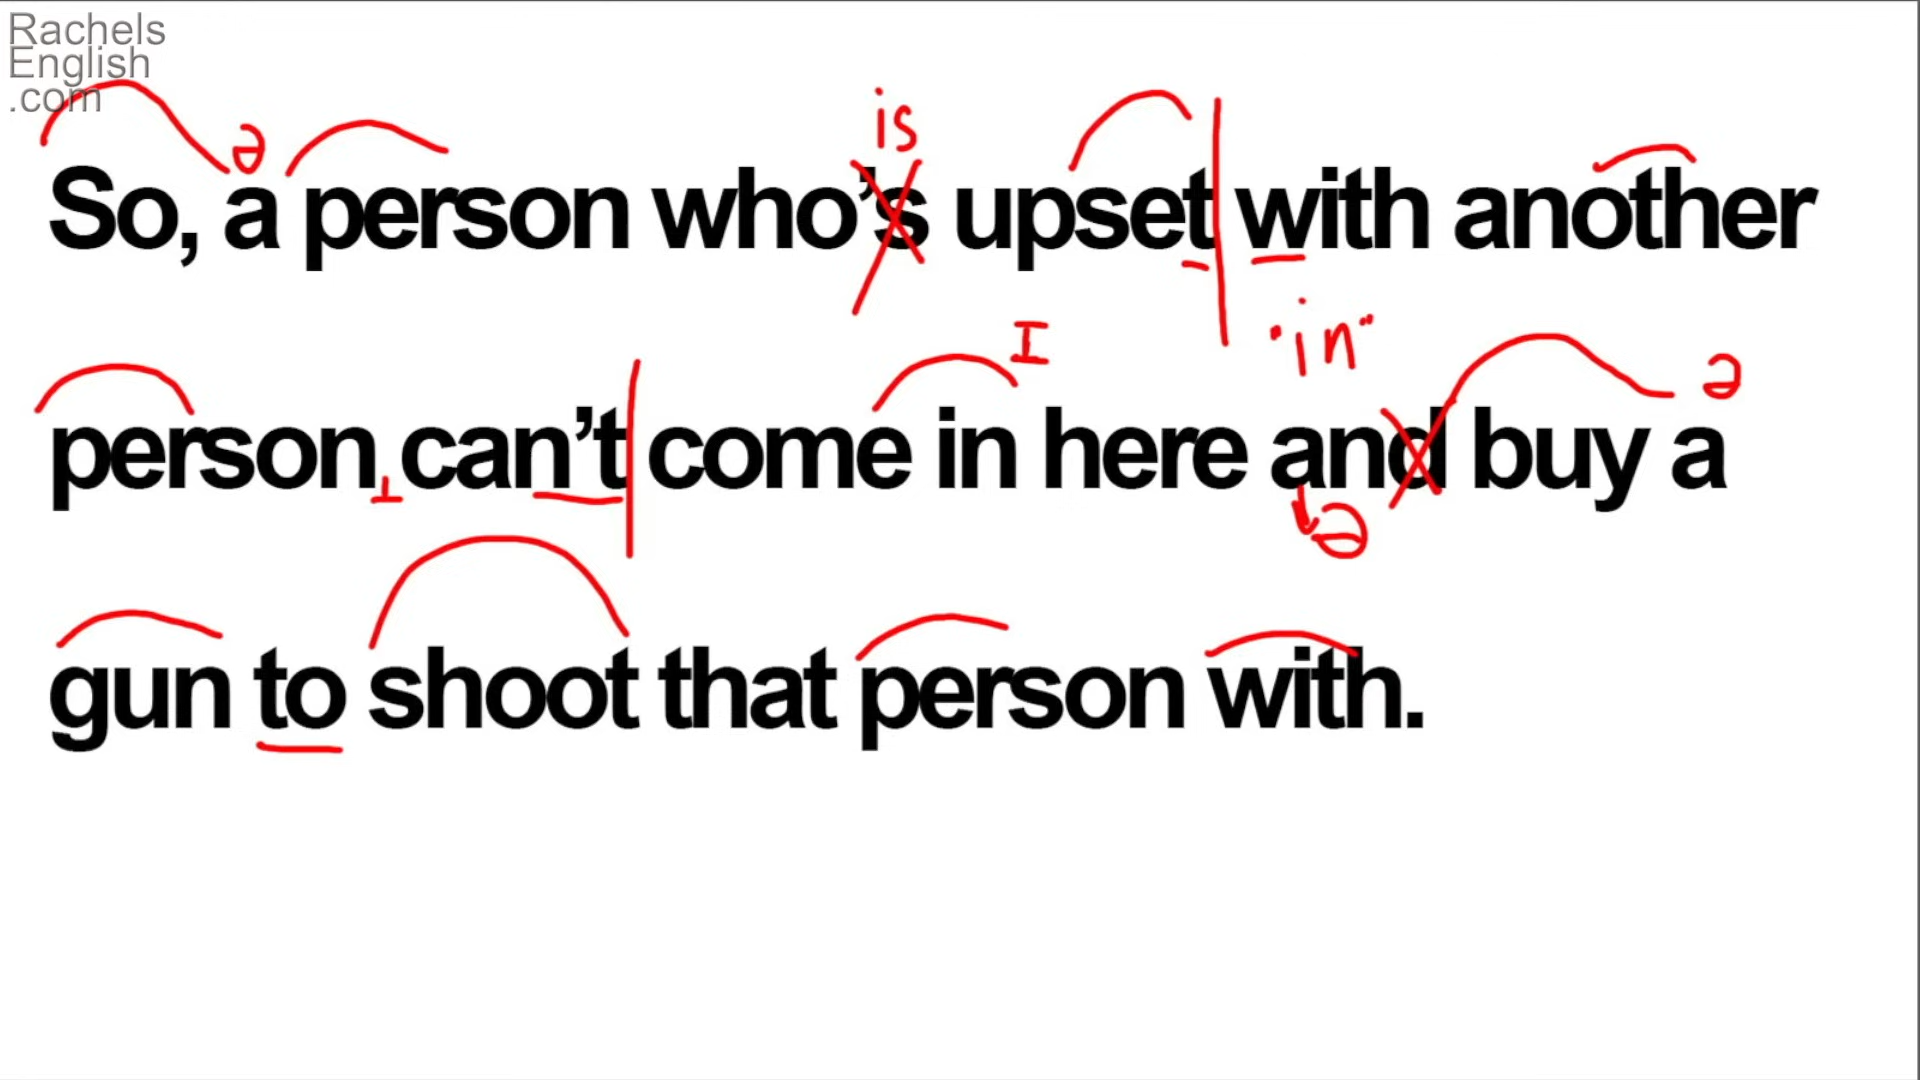 Rachels
English
.com
is
ə
So, a person who's upset with another
I "in" ə
person can't come in here and buy a
ə
gun to shoot that person with.